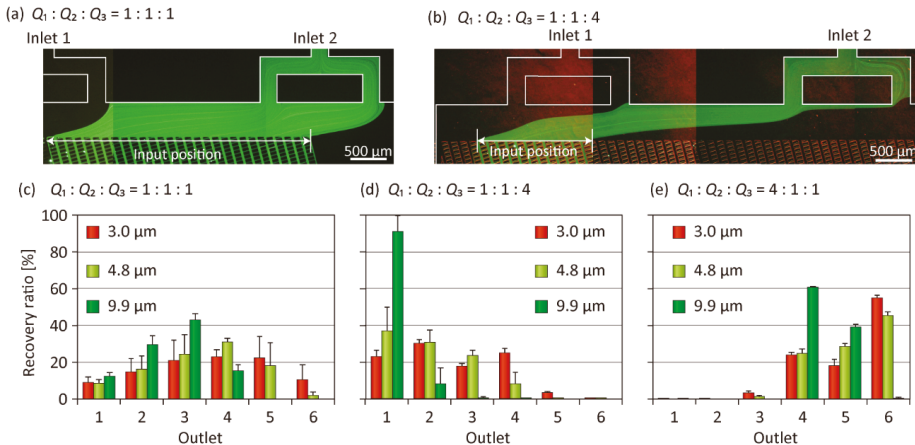 (a) Q₁ : Q₂ : Q₃ = 1 : 1 : 1
Inlet 1
Inlet 2
Input position
500 µm
(b) Q₁ : Q₂ : Q₃ = 1 : 1 : 4
Inlet 1
Inlet 2
Input position
500 µm
(c) Q₁ : Q₂ : Q₃ = 1 : 1 : 1
Recovery ratio [%]
100
80
60
40
20
0
3.0 µm
4.8 µm
9.9 µm
1 2 3 4 5 6
Outlet
(d) Q₁ : Q₂ : Q₃ = 1 : 1 : 4
3.0 µm
4.8 µm
9.9 µm
1 2 3 4 5 6
Outlet
(e) Q₁ : Q₂ : Q₃ = 4 : 1 : 1
3.0 µm
4.8 µm
9.9 µm
1 2 3 4 5 6
Outlet